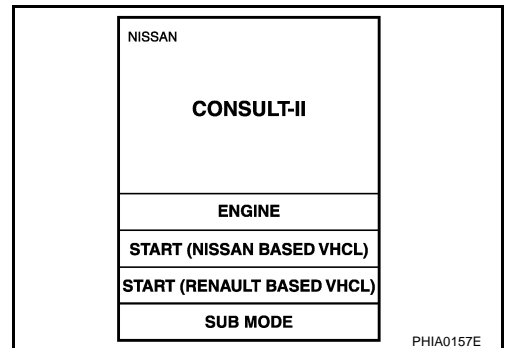 NISSAN
CONSULT-II
ENGINE
START (NISSAN BASED VHCL)
START (RENAULT BASED VHCL)
SUB MODE
PHIA0157E